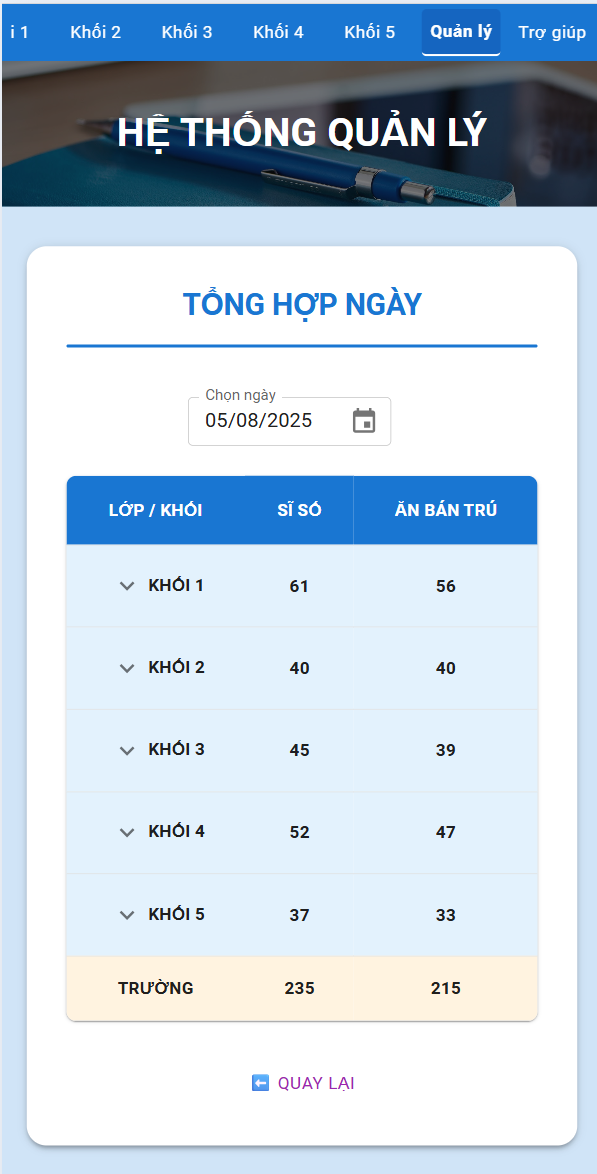 i 1 Khối 2 Khối 3 Khối 4 Khối 5 Quản lý Trợ giúp
HỆ THỐNG QUẢN LÝ
TỔNG HỢP NGÀY
Chọn ngày
05/08/2025
LỚP / KHỐI SĨ SỐ ĂN BÁN TRÚ
KHỐI 1 61 56
KHỐI 2 40 40
KHỐI 3 45 39
KHỐI 4 52 47
KHỐI 5 37 33
TRƯỜNG 235 215
QUAY LẠI